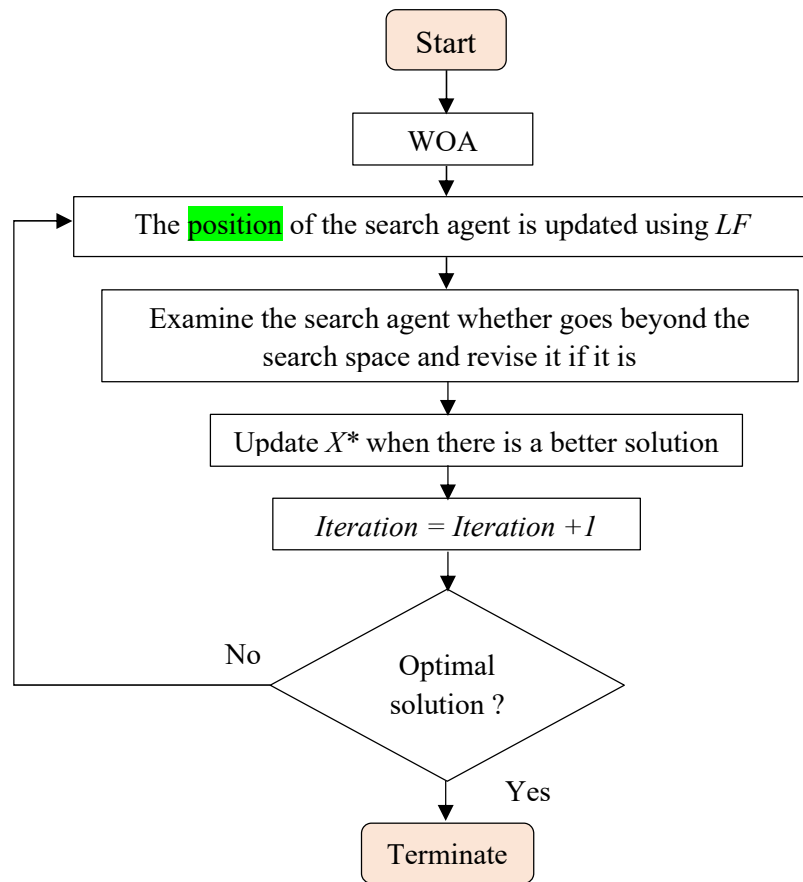 Start
WOA
The position of the search agent is updated using LF
Examine the search agent whether goes beyond the
search space and revise it if it is
Update X* when there is a better solution
Iteration = Iteration +1
No
Optimal
solution ?
Yes
Terminate